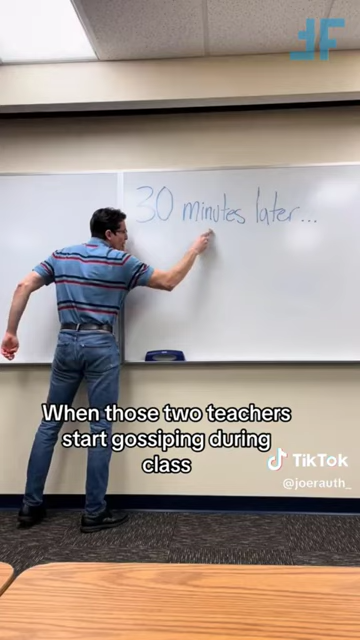 30 minutes later...
When those two teachers
start gossiping during
class
TikTok
@joerauth_